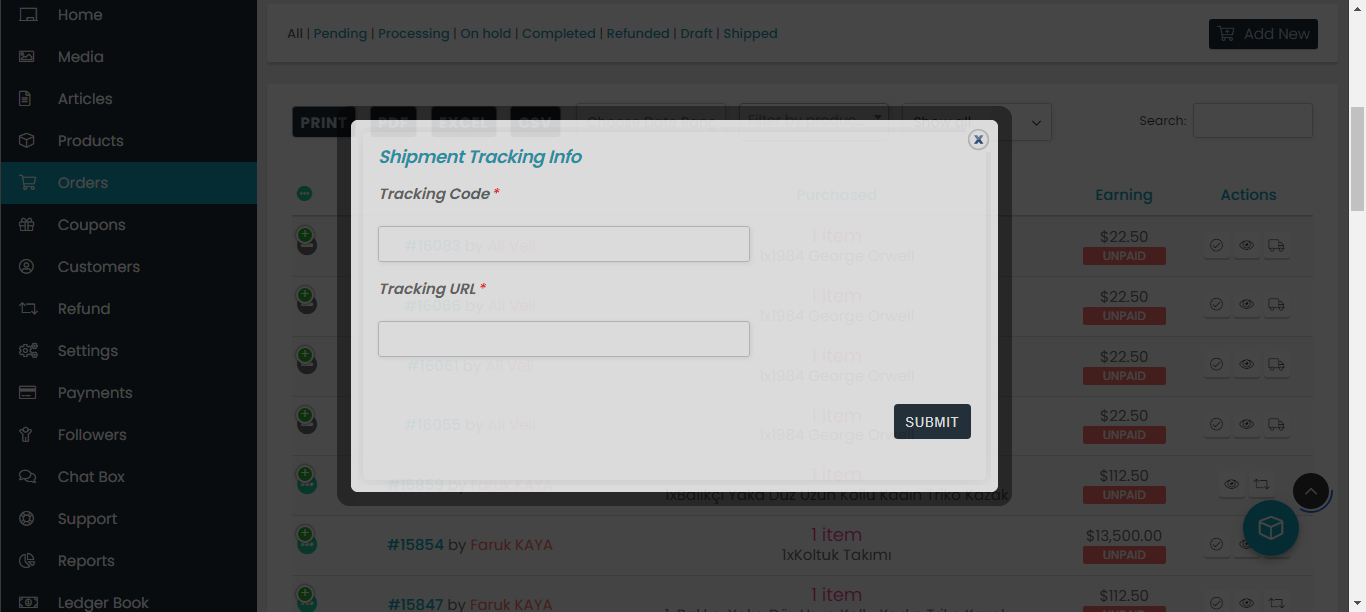 Home
Media
Articles
Products
Orders
Coupons
Customers
Refund
Settings
Payments
Followers
Chat Box
Support
Reports
Ledger Book
All | Pending | Processing | On hold | Completed | Refunded | Draft | Shipped
Add New
PRINT PDF EXCEL CSV Choose Date Range Show all Search:
X
Shipment Tracking Info
Tracking Code *
Tracking URL *
SUBMIT
Purchased Earning Actions
#16083 by Ali Veli 1 item $22.50
1x1984 George Orwell UNPAID
#16066 by Ali Veli 1 item $22.50
1x1984 George Orwell UNPAID
#16061 by Ali Veli 1 item $22.50
1x1984 George Orwell UNPAID
#16055 by Ali Veli 1 item $22.50
1x1984 George Orwell UNPAID
#15859 by Faruk KAYA 1 item $112.50
1xBalıkçı Yaka Düz Uzun Kollu Kadın Triko Kazak UNPAID
#15854 by Faruk KAYA 1 item $13,500.00
1xKoltuk Takımı UNPAID
#15847 by Faruk KAYA 1 item $112.50